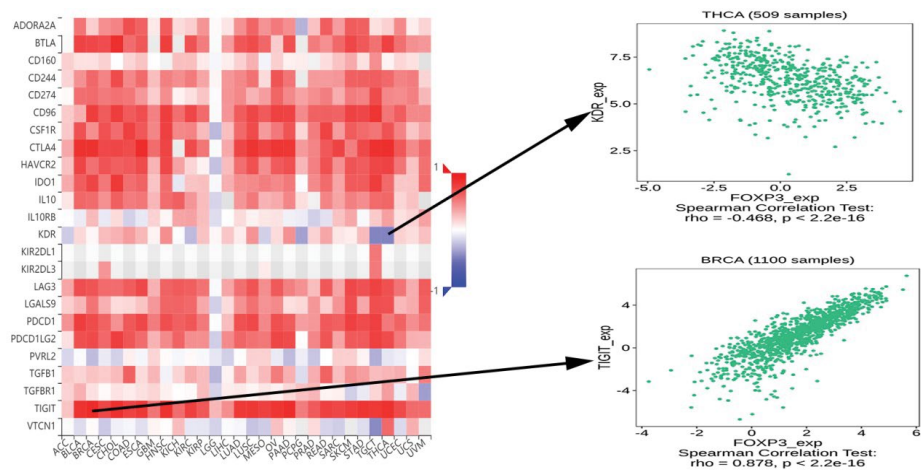 ADORA2A
BTLA
CD160
CD244
CD274
CD96
CSF1R
CTLA4
HAVCR2
IDO1
IL10
IL10RB
KDR
KIR2DL1
KIR2DL3
LAG3
LGALS9
PDCD1
PDCD1LG2
PVRL2
TGFB1
TGFBR1
TIGIT
VTCN1
ACC
BLCA
BRCA
CESC
CHOL
COAD
ESCA
GBM
HNSC
KICH
KIRC
KIRP
LGG
LIHC
LUAD
LUSC
MESO
OV
PAAD
PCPG
PRAD
READ
SARC
SKCM
STAD
TGCT
THCA
UCEC
UCS
UVM
1
-1
THCA (509 samples)
KDR_exp
7.5
5.0
2.5
-5.0
-2.5
0.0
2.5
FOXP3_exp
Spearman Correlation Test:
rho = -0.468, p < 2.2e-16
BRCA (1100 samples)
TIGIT_exp
4
0
-4
-4
0
4
FOXP3_exp
Spearman Correlation Test:
rho = 0.878, p < 2.2e-16